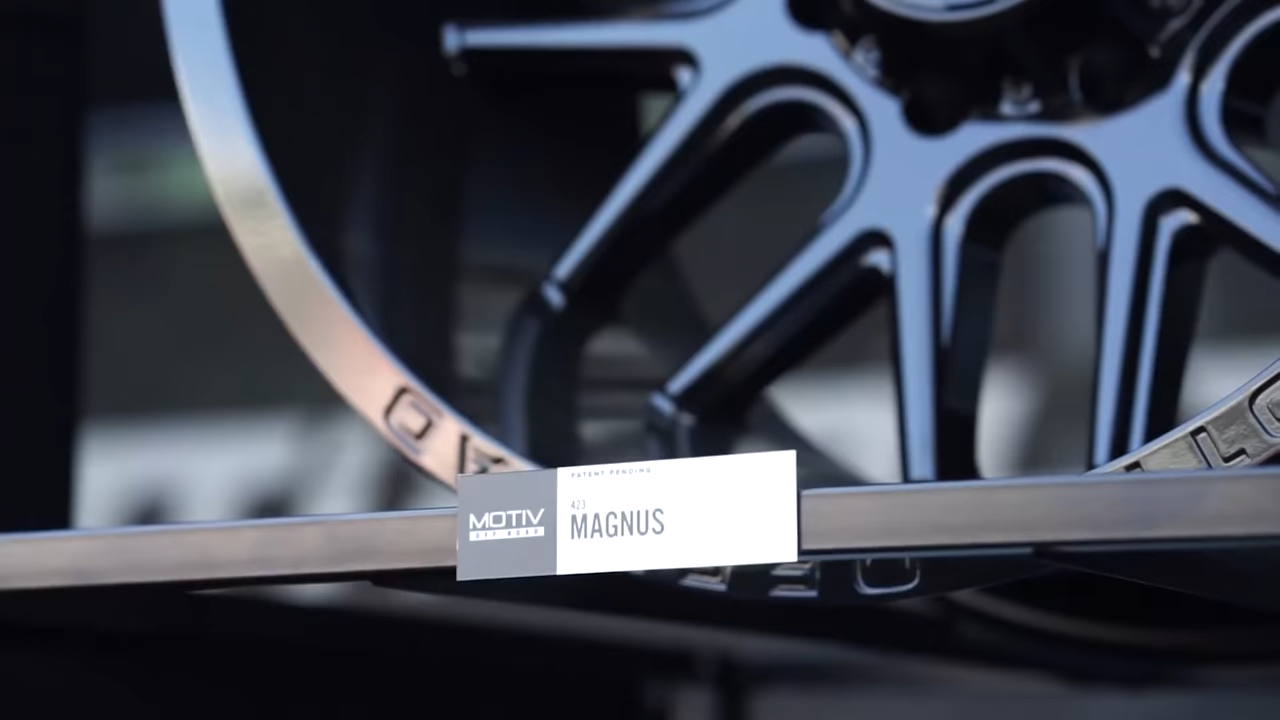 PATENT PENDING
MOTIV
OFF ROAD
423
MAGNUS